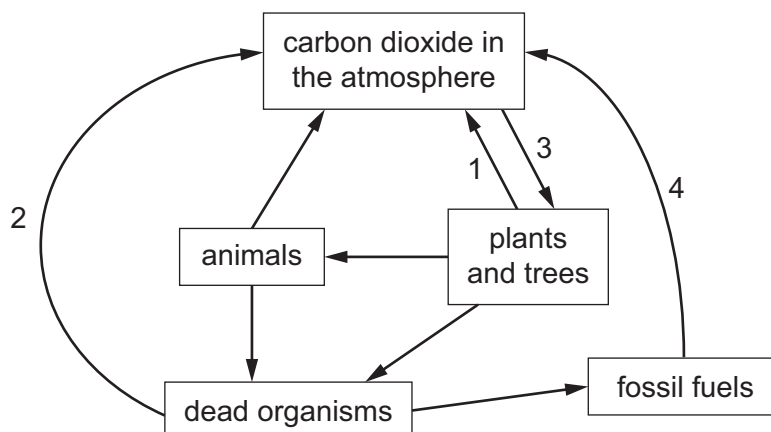 carbon dioxide in
the atmosphere
3
1
4
2
plants
and trees
animals
fossil fuels
dead organisms